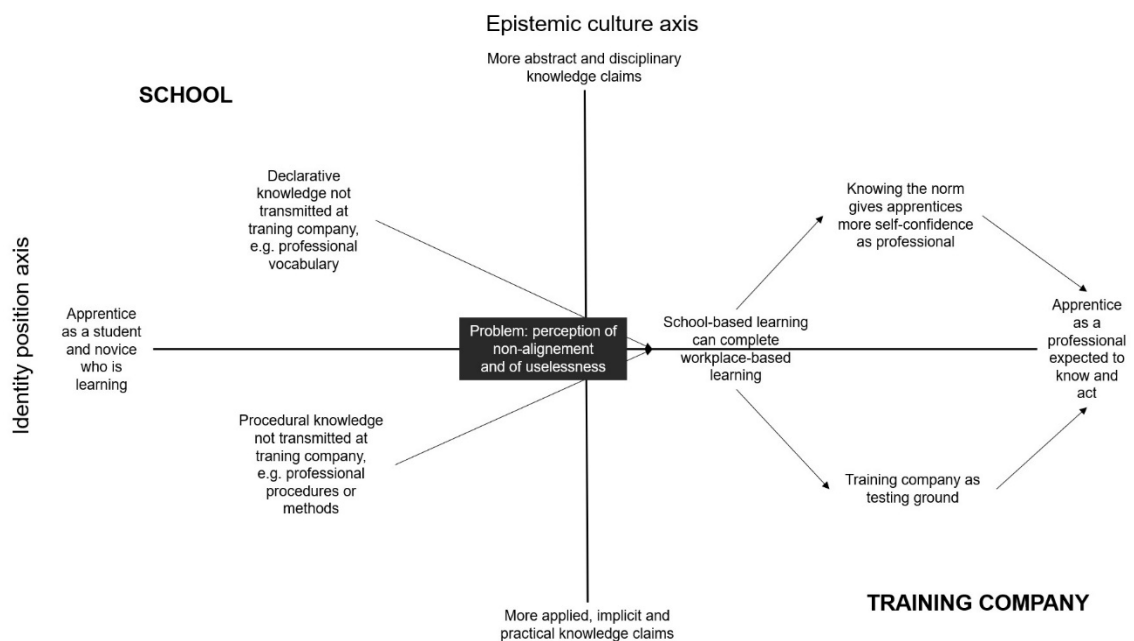 Epistemic culture axis
More abstract and disciplinary
knowledge claims
SCHOOL
Declarative
knowledge not
transmitted at
traning company,
e.g. professional
vocabulary
Knowing the norm
gives apprentices
more self-confidence
as professional
Identity position axis
Apprentice
as a student
and novice
who is
learning
Problem: perception of
non-alignement
and of uselessness
School-based learning
can complete
workplace-based
learning
Apprentice
as a
professional
expected to
know and
act
Procedural knowledge
not transmitted at
traning company,
e.g. professional
procedures or
methods
Training company as
testing ground
More applied, implicit and
practical knowledge claims
TRAINING COMPANY